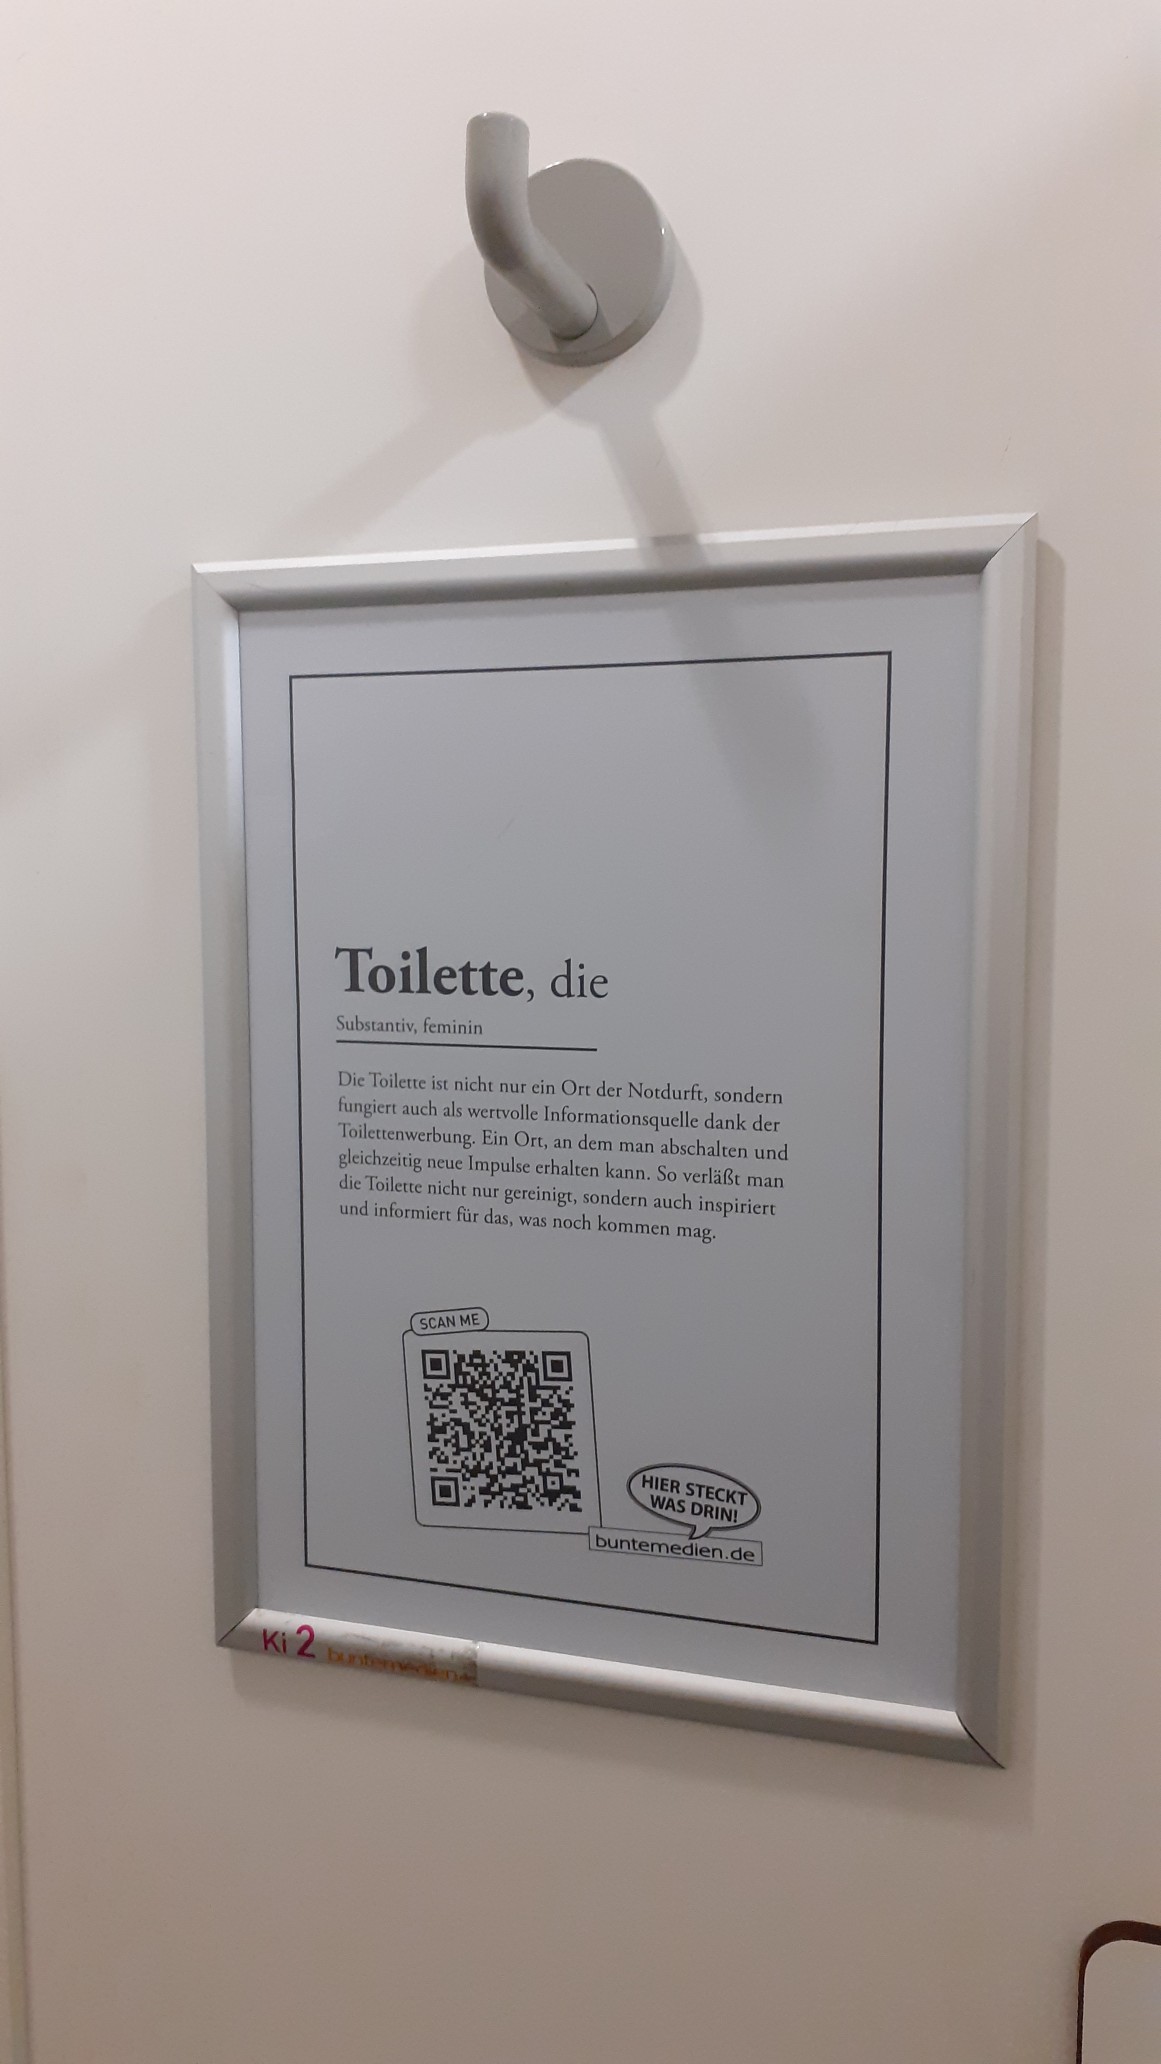 Toilette, die
Substantiv, feminin
Die Toilette ist nicht nur ein Ort der Notdurft, sondern
fungiert auch als wertvolle Informationsquelle dank der
Toilettenwerbung. Ein Ort, an dem man abschalten und
gleichzeitig neue Impulse erhalten kann. So verläßt man
die Toilette nicht nur gereinigt, sondern auch inspiriert
und informiert für das, was noch kommen mag.
SCAN ME
HIER STECKT
WAS DRIN!
buntemedien.de
Ki 2 buntemedien